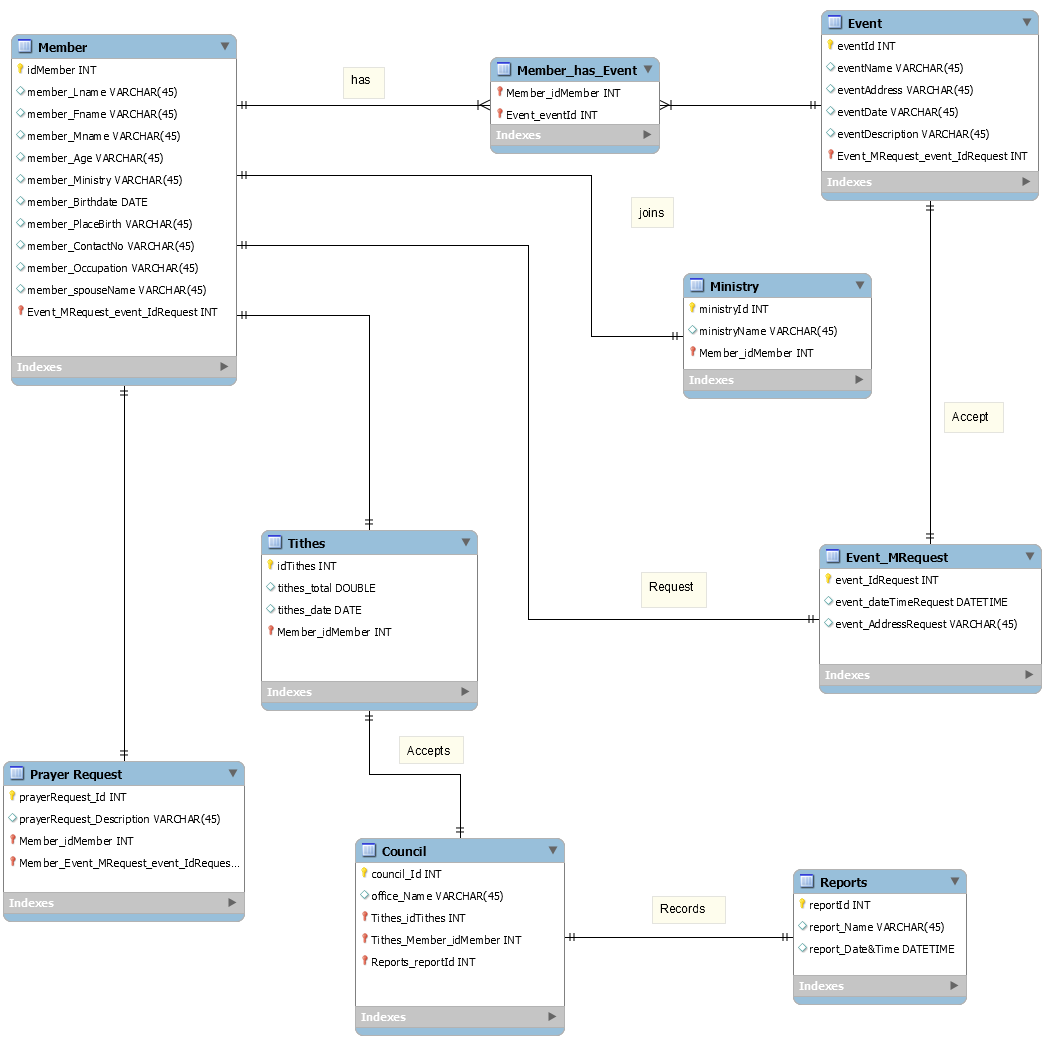 Member
idMember INT
member_Lname VARCHAR(45)
member_Fname VARCHAR(45)
member_Mname VARCHAR(45)
member_Age VARCHAR(45)
member_Ministry VARCHAR(45)
member_Birthdate DATE
member_PlaceBirth VARCHAR(45)
member_ContactNo VARCHAR(45)
member_Occupation VARCHAR(45)
member_spouseName VARCHAR(45)
Event_MRequest_event_IdRequest INT
Indexes
has
Member_has_Event
Member_idMember INT
Event_eventId INT
Indexes
Event
eventId INT
eventName VARCHAR(45)
eventAddress VARCHAR(45)
eventDate VARCHAR(45)
eventDescription VARCHAR(45)
Event_MRequest_event_IdRequest INT
Indexes
joins
Ministry
ministryId INT
ministryName VARCHAR(45)
Member_idMember INT
Indexes
Accept
Tithes
idTithes INT
tithes_total DOUBLE
tithes_date DATE
Member_idMember INT
Indexes
Request
Event_MRequest
event_IdRequest INT
event_dateTimeRequest DATETIME
event_AddressRequest VARCHAR(45)
Indexes
Accepts
Prayer Request
prayerRequest_Id INT
prayerRequest_Description VARCHAR(45)
Member_idMember INT
Member_Event_MRequest_event_IdReques...
Indexes
Council
council_Id INT
office_Name VARCHAR(45)
Tithes_idTithes INT
Tithes_Member_idMember INT
Reports_reportId INT
Indexes
Records
Reports
reportId INT
report_Name VARCHAR(45)
report_Date&Time DATETIME
Indexes